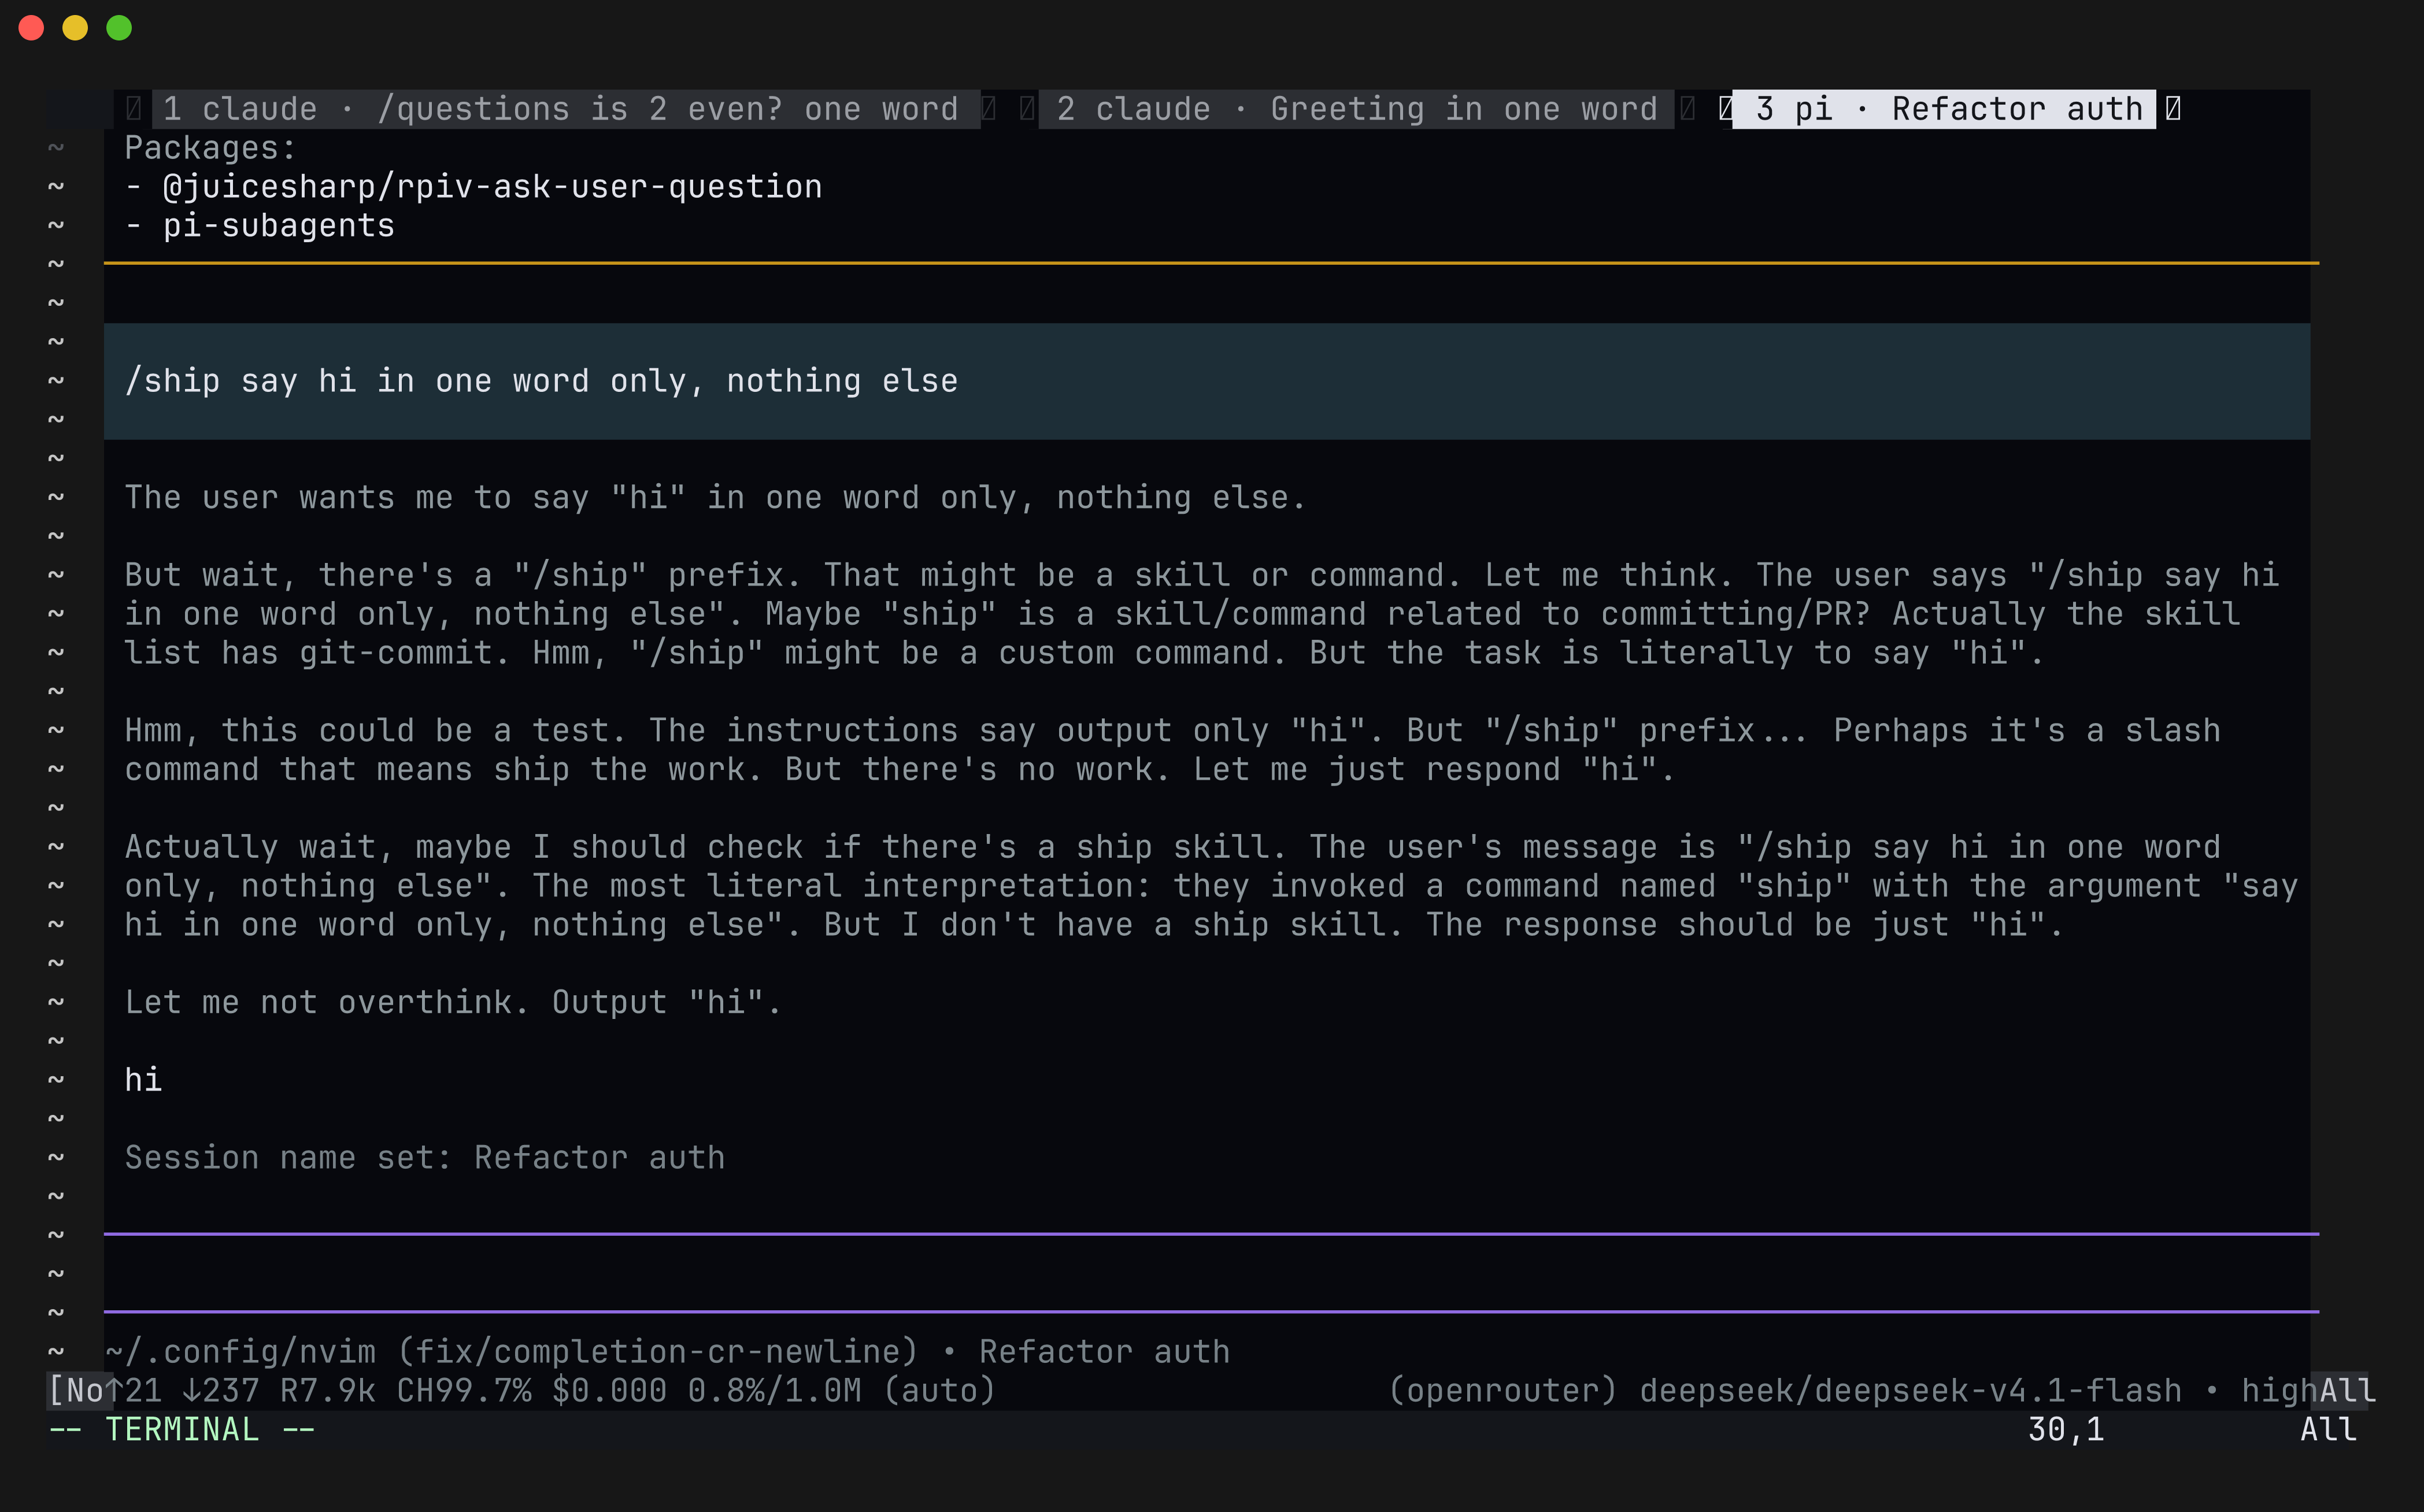 1 claude · /questions is 2 even? one word 2 claude · Greeting in one word 3 pi · Refactor auth
~ Packages:
~ - @juicesharp/rpiv-ask-user-question
~ - pi-subagents
~
~
~
~ /ship say hi in one word only, nothing else
~
~
~ The user wants me to say "hi" in one word only, nothing else.
~
~ But wait, there's a "/ship" prefix. That might be a skill or command. Let me think. The user says "/ship say hi
~ in one word only, nothing else". Maybe "ship" is a skill/command related to committing/PR? Actually the skill
~ list has git-commit. Hmm, "/ship" might be a custom command. But the task is literally to say "hi".
~
~ Hmm, this could be a test. The instructions say output only "hi". But "/ship" prefix... Perhaps it's a slash
~ command that means ship the work. But there's no work. Let me just respond "hi".
~
~ Actually wait, maybe I should check if there's a ship skill. The user's message is "/ship say hi in one word
~ only, nothing else". The most literal interpretation: they invoked a command named "ship" with the argument "say
~ hi in one word only, nothing else". But I don't have a ship skill. The response should be just "hi".
~
~ Let me not overthink. Output "hi".
~
~ hi
~
~ Session name set: Refactor auth
~
~
~
~
~ ~/.config/nvim (fix/completion-cr-newline) • Refactor auth
[No↑21 ↓237 R7.9k CH99.7% $0.000 0.8%/1.0M (auto) (openrouter) deepseek/deepseek-v4.1-flash • highAll
-- TERMINAL -- 30,1 All